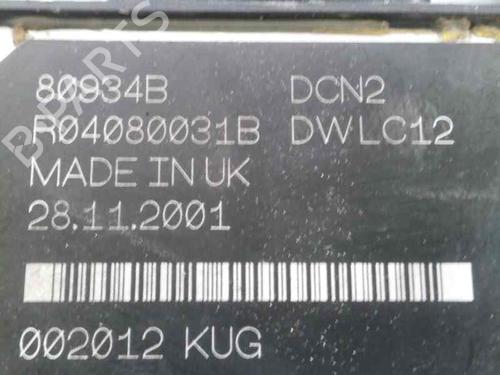 80934B DCN2
R04080031B DWLC12
MADE IN UK
28.11.2001
002012 KUG